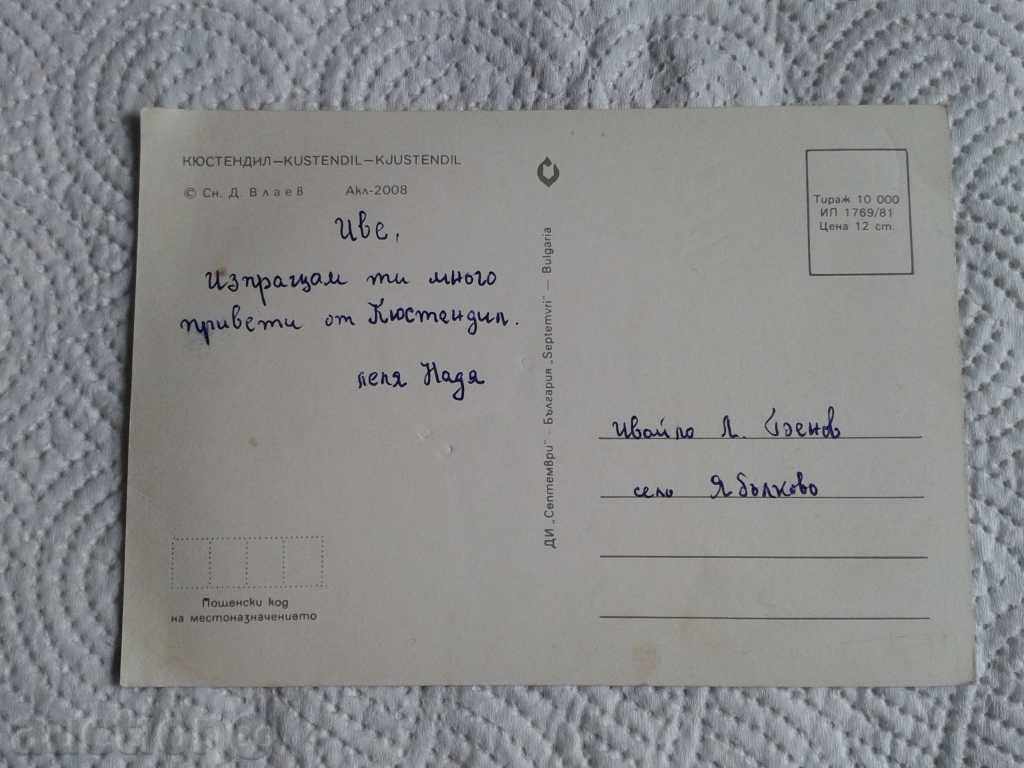 КЮСТЕНДИЛ—KUSTENDIL—KJUSTENDIL
© Сн. Д. Влаев Акл-2008
Иве,
Изпращам ти много
привети от Кюстендил.
леля Надя
Пощенски код
на местоназначението
ДИ „Септември" — България „Septemvri" — Bulgaria
Тираж 10 000
ИП 1769/81
Цена 12 ст.
Ивайло Л.
село Ябълково